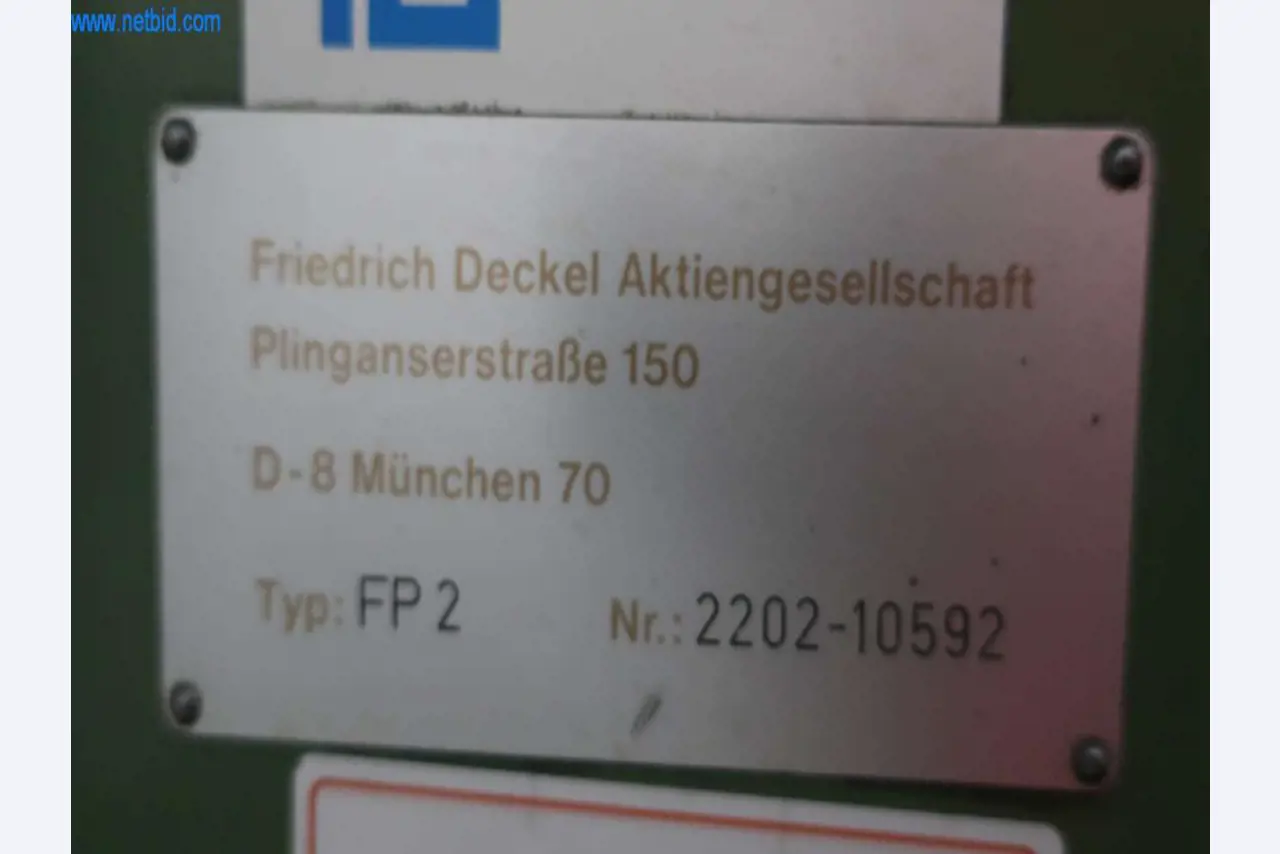 www.netbid.com
Friedrich Deckel Aktiengesellschaft
Plinganserstraße 150
D-8 München 70
Typ: FP 2 Nr.: 2202-10592